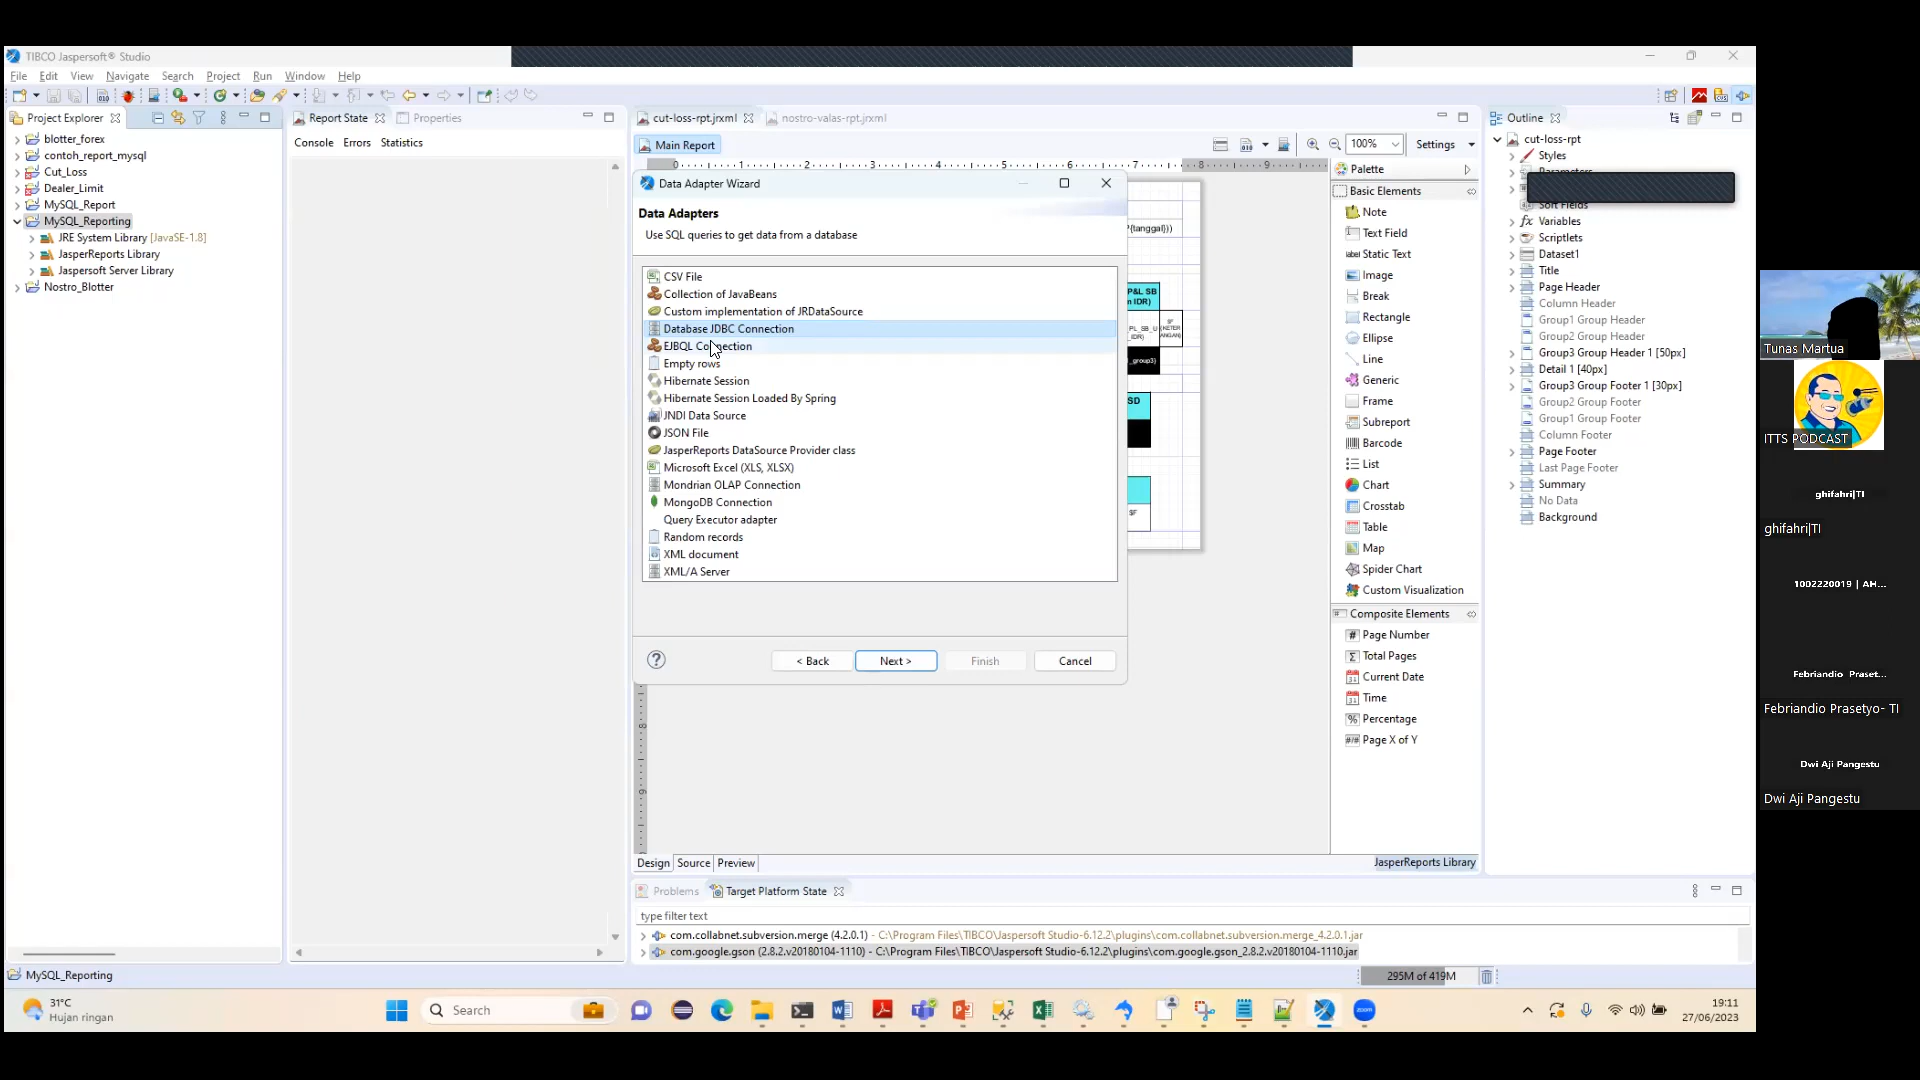 TIBCO Jaspersoft® Studio
File Edit View Navigate Search Project Run Window Help
Project Explorer
blotter_forex
contoh_report_mysql
Cut_Loss
Dealer_Limit
MySQL_Report
MySQL_Reporting
JRE System Library [JavaSE-1.8]
JasperReports Library
Jaspersoft Server Library
Nostro_Blotter
Report State
Properties
Console Errors Statistics
cut-loss-rpt.jrxml
nostro-valas-rpt.jrxml
Main Report
100%
Settings
Data Adapter Wizard
Data Adapters
Use SQL queries to get data from a database
CSV File
Collection of JavaBeans
Custom implementation of JRDataSource
Database JDBC Connection
EJBQL Connection
Empty rows
Hibernate Session
Hibernate Session Loaded By Spring
JNDI Data Source
JSON File
JasperReports DataSource Provider class
Microsoft Excel (XLS, XLSX)
Mondrian OLAP Connection
MongoDB Connection
Query Executor adapter
Random records
XML document
XML/A Server
< Back
Next >
Finish
Cancel
Palette
Basic Elements
Note
Text Field
Static Text
Image
Break
Rectangle
Ellipse
Line
Generic
Frame
Subreport
Barcode
List
Chart
Crosstab
Table
Map
Spider Chart
Custom Visualization
Composite Elements
Page Number
Total Pages
Current Date
Time
Percentage
Page X of Y
Design Source Preview
JasperReports Library
Outline
cut-loss-rpt
Styles
Sort Fields
Variables
Scriptlets
Dataset1
Title
Page Header
Column Header
Group1 Group Header
Group2 Group Header
Group3 Group Header 1 [50px]
Detail 1 [40px]
Group3 Group Footer 1 [30px]
Group2 Group Footer
Group1 Group Footer
Column Footer
Page Footer
Last Page Footer
Summary
No Data
Background
Problems
Target Platform State
type filter text
com.collabnet.subversion.merge (4.2.0.1) - C:\Program Files\TIBCO\Jaspersoft Studio-6.12.2\plugins\com.collabnet.subversion.merge_4.2.0.1.jar
com.google.gson (2.8.2.v20180104-1110) - C:\Program Files\TIBCO\Jaspersoft Studio-6.12.2\plugins\com.google.gson_2.8.2.v20180104-1110.jar
MySQL_Reporting
295M of 419M
31°C
Hujan ringan
Search
19:11
27/06/2023
Tunas Martua
ITTS PODCAST
ghifahri|TI
ghifahri|TI
1002220019 | AH...
Febriandio Praset...
Febriandio Prasetyo- TI
Dwi Aji Pangestu
Dwi Aji Pangestu